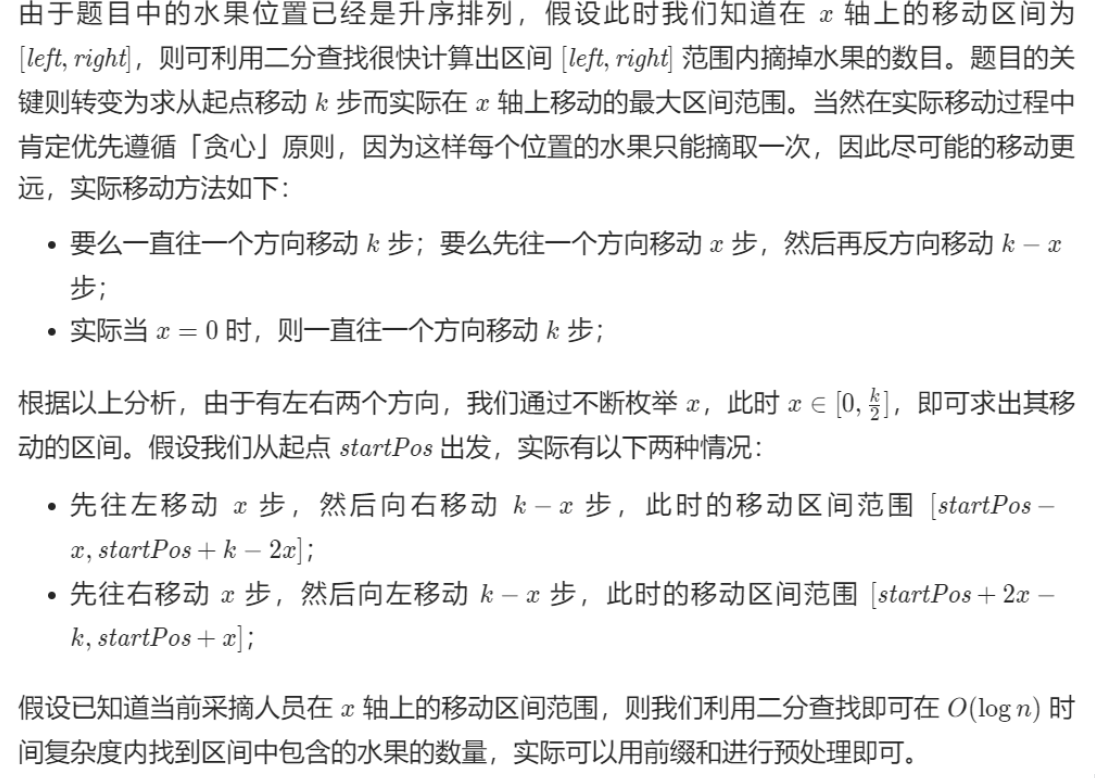 由于题目中的水果位置已经是升序排列，假设此时我们知道在 x 轴上的移动区间为
[left, right]，则可利用二分查找很快计算出区间 [left, right] 范围内摘掉水果的数目。题目的关
键则转变为求从起点移动 k 步而实际在 x 轴上移动的最大区间范围。当然在实际移动过程中
肯定优先遵循「贪心」原则，因为这样每个位置的水果只能摘取一次，因此尽可能的移动更
远，实际移动方法如下：
• 要么一直往一个方向移动 k 步；要么先往一个方向移动 x 步，然后再反方向移动 k − x
步；
• 实际当 x = 0 时，则一直往一个方向移动 k 步；
根据以上分析，由于有左右两个方向，我们通过不断枚举 x，此时 x ∈ [0, k/2]，即可求出其移
动的区间。假设我们从起点 startPos 出发，实际有以下两种情况：
• 先往左移动 x 步，然后向右移动 k − x 步，此时的移动区间范围 [startPos −
x, startPos + k − 2x]；
• 先往右移动 x 步，然后向左移动 k − x 步，此时的移动区间范围 [startPos + 2x −
k, startPos + x]；
假设已知道当前采摘人员在 x 轴上的移动区间范围，则我们利用二分查找即可在 O(log n) 时
间复杂度内找到区间中包含的水果的数量，实际可以用前缀和进行预处理即可。